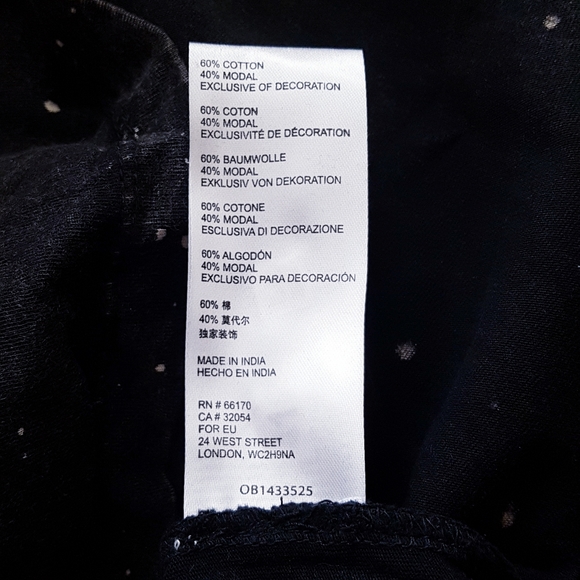 60% COTTON
40% MODAL
EXCLUSIVE OF DECORATION
60% COTON
40% MODAL
EXCLUSIVITÉ DE DÉCORATION
60% BAUMWOLLE
40% MODAL
EXKLUSIV VON DEKORATION
60% COTONE
40% MODAL
ESCLUSIVA DI DECORAZIONE
60% ALGODÓN
40% MODAL
EXCLUSIVO PARA DECORACIÓN
60% 棉
40% 莫代尔
独家装饰
MADE IN INDIA
HECHO EN INDIA
RN # 66170
CA # 32054
FOR EU
24 WEST STREET
LONDON, WC2H9NA
OB1433525